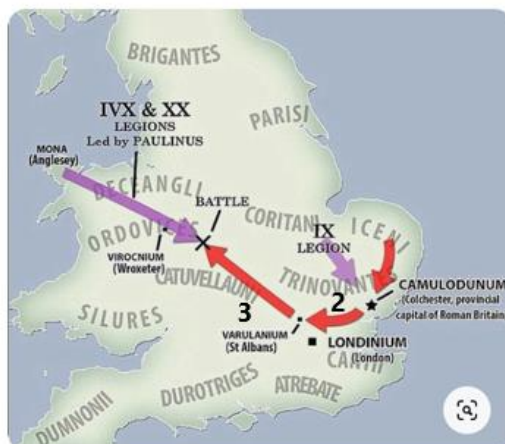 BRIGANTES
PARISI
IVX & XX
LEGIONS
Led by PAULINUS
MONA
(Anglesey)
DECEANGLI
BATTLE
CORITANI
ICENI
ORDOVICES
IX
LEGION
VIROCNIUM
(Wroxeter)
TRINOVANTES
CATUVELLAUNI
CAMULODUNUM
(Colchester, provincial
capital of Roman Britain)
SILURES
3
2
VARULANIUM
(St Albans)
LONDINIUM
(London)
CANTII
DUROTRIGES
ATREBATE
DUMNONII